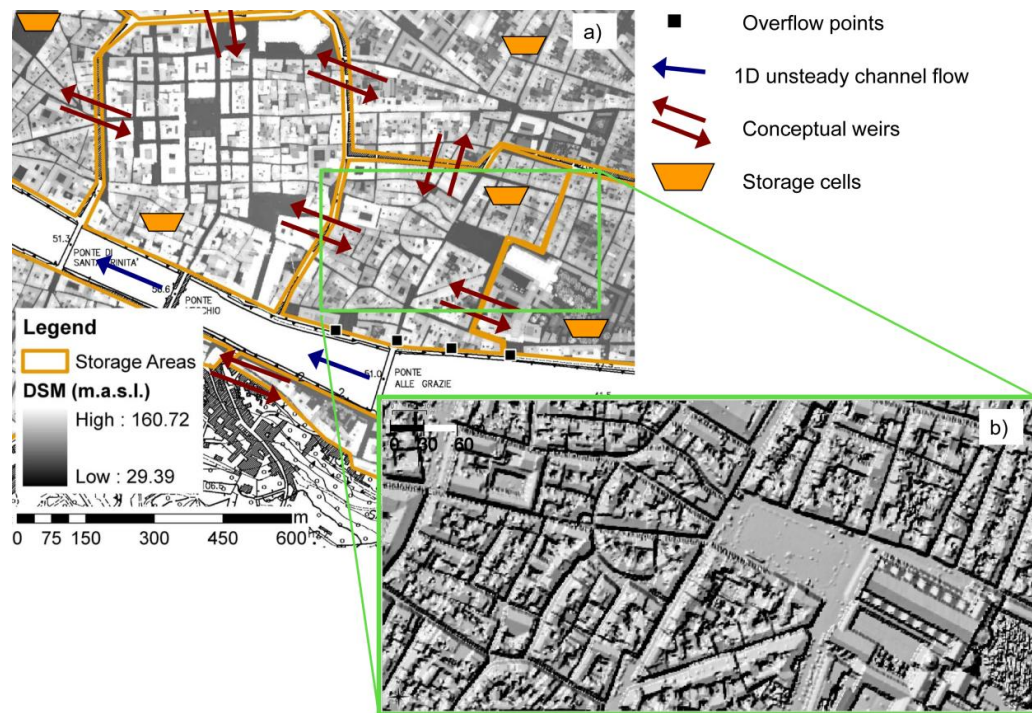 a)
Overflow points
1D unsteady channel flow
Conceptual weirs
Storage cells
51.3
PONTE DI
SANTA TRINITA'
PONTE
51.0
PONTE
ALLE GRAZIE
Legend
Storage Areas
DSM (m.a.s.l.)
High : 160.72
Low : 29.39
m
0 75 150 300 450 600
b)
0 30 60